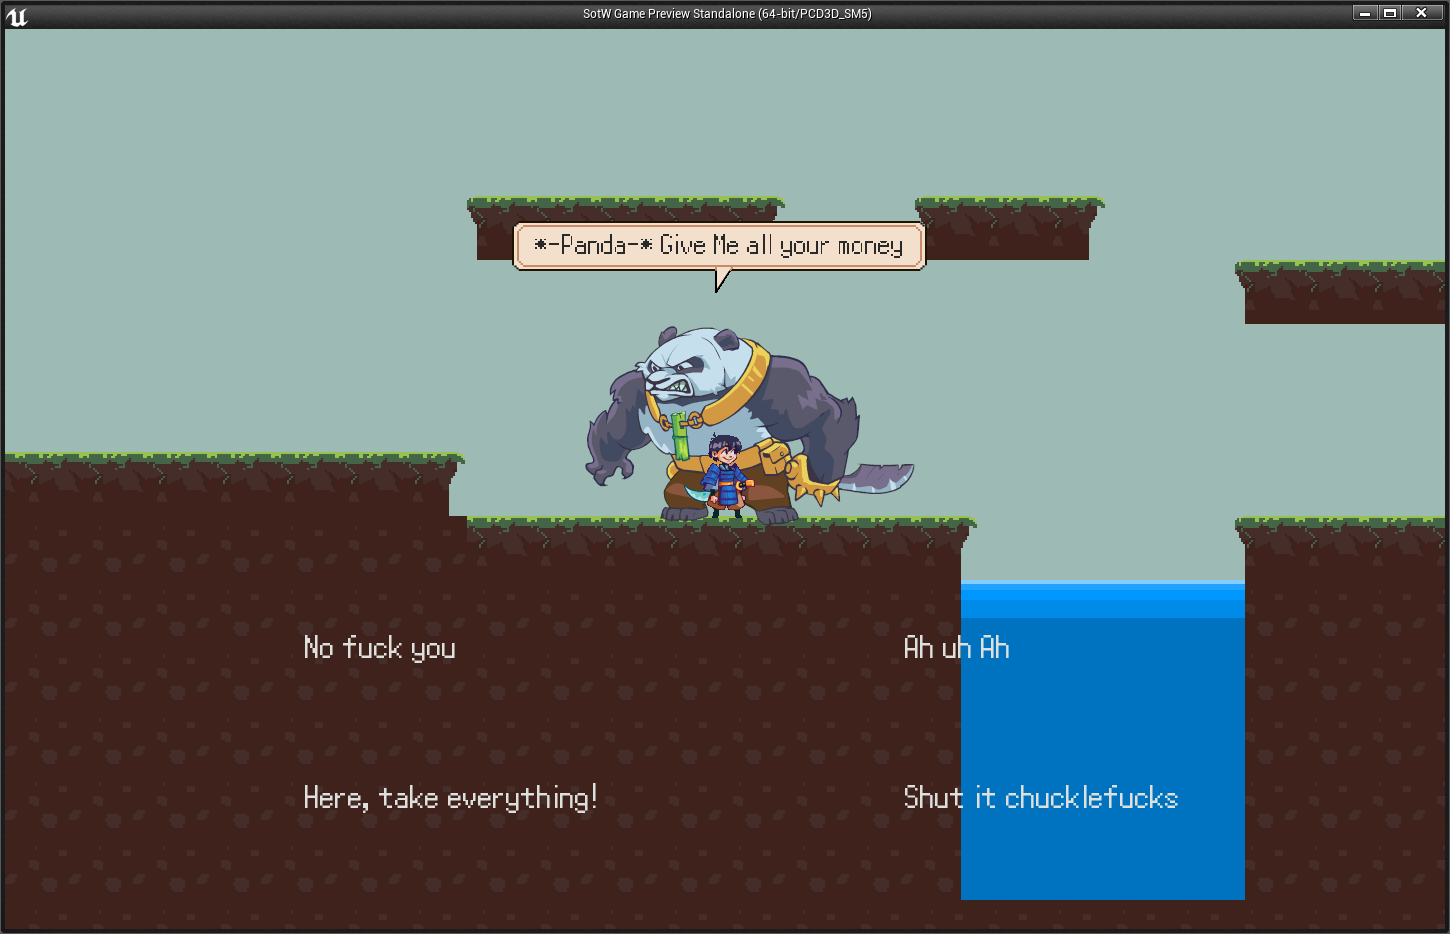 SotW Game Preview Standalone (64-bit/PCD3D_SM5)
*-Panda-* Give Me all your money
No fuck you
Ah uh Ah
Here, take everything!
Shut it chucklefucks